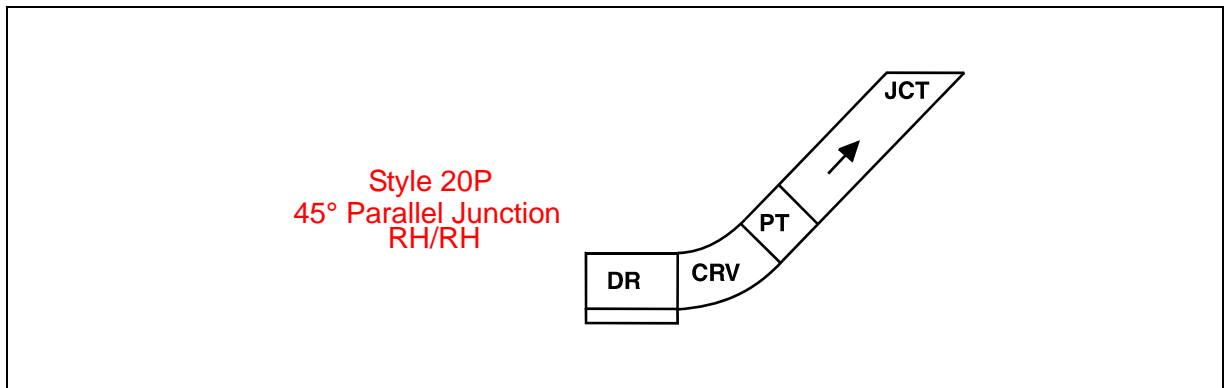 Style 20P
45° Parallel Junction
RH/RH
JCT
PT
CRV
DR